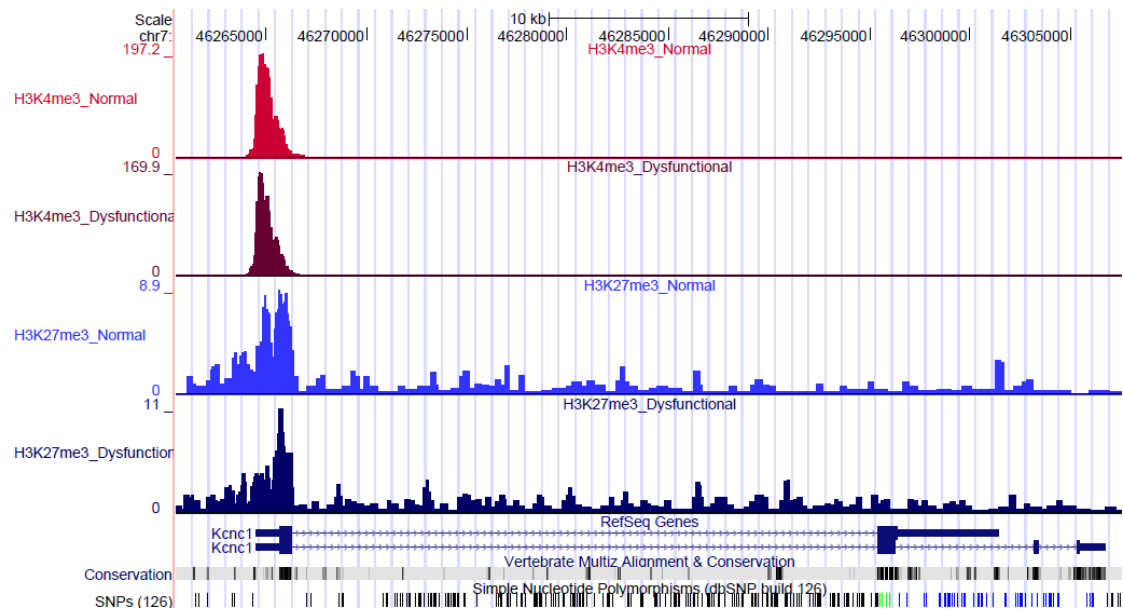 Scale 10 kb
chr7: 46265000 46270000 46275000 46280000 46285000 46290000 46295000 46300000 46305000
197.2 _ H3K4me3_Normal
H3K4me3_Normal
0
169.9 _ H3K4me3_Dysfunctional
H3K4me3_Dysfunctiona
0
8.9 _ H3K27me3_Normal
H3K27me3_Normal
0
11 _ H3K27me3_Dysfunctional
H3K27me3_Dysfunction
0
RefSeq Genes
Kcnc1
Kcnc1
Vertebrate Multiz Alignment & Conservation
Conservation
Simple Nucleotide Polymorphisms (dbSNP build 126)
SNPs (126)